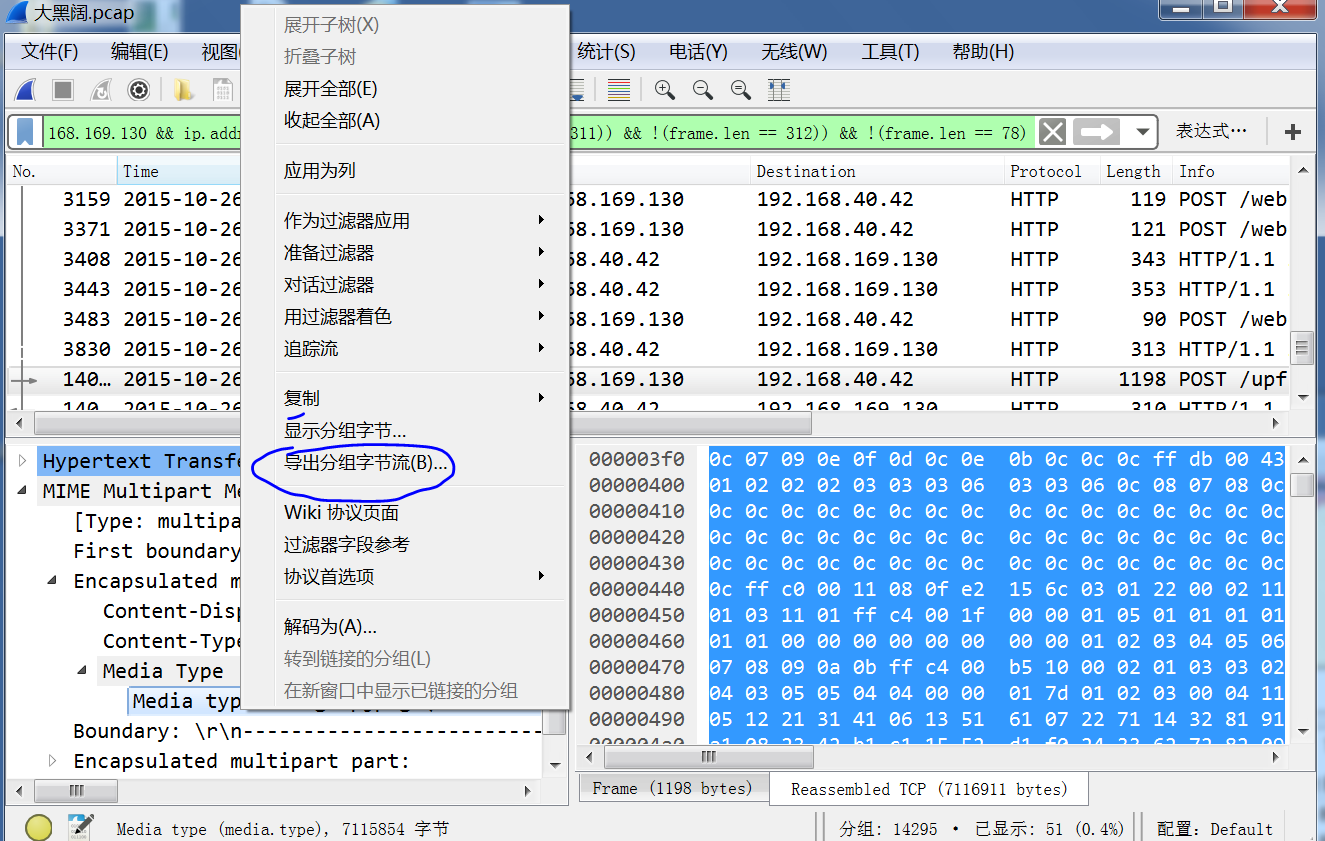 大黑阔.pcap
文件(F) 编辑(E) 视图( 统计(S) 电话(Y) 无线(W) 工具(T) 帮助(H)
168.169.130 && ip.addr 311)) && !(frame.len == 312)) && !(frame.len == 78) 表达式… +
No. Time Destination Protocol Length Info
3159 2015-10-26 68.169.130 192.168.40.42 HTTP 119 POST /web
3371 2015-10-26 68.169.130 192.168.40.42 HTTP 121 POST /web
3408 2015-10-26 68.40.42 192.168.169.130 HTTP 343 HTTP/1.1
3443 2015-10-26 68.40.42 192.168.169.130 HTTP 353 HTTP/1.1
3483 2015-10-26 68.169.130 192.168.40.42 HTTP 90 POST /web
3830 2015-10-26 68.40.42 192.168.169.130 HTTP 313 HTTP/1.1
140… 2015-10-26 68.169.130 192.168.40.42 HTTP 1198 POST /upf
140… 2015-10-26 68.40.42 192.168.169.130 HTTP 310 HTTP/1.1
展开子树(X)
折叠子树
展开全部(E)
收起全部(A)
应用为列
作为过滤器应用
准备过滤器
对话过滤器
用过滤器着色
追踪流
复制
显示分组字节...
导出分组字节流(B)...
Wiki 协议页面
过滤器字段参考
协议首选项
解码为(A)...
转到链接的分组(L)
在新窗口中显示已链接的分组
Hypertext Transfe
MIME Multipart Me
[Type: multipa
First boundary
Encapsulated m
Content-Disp
Content-Type
Media Type
Media typ
Boundary: \r\n--------------------------
Encapsulated multipart part:
000003f0 0c 07 09 0e 0f 0d 0c 0e 0b 0c 0c 0c ff db 00 43
00000400 01 02 02 02 03 03 03 06 03 03 06 0c 08 07 08 0c
00000410 0c 0c 0c 0c 0c 0c 0c 0c 0c 0c 0c 0c 0c 0c 0c 0c
00000420 0c 0c 0c 0c 0c 0c 0c 0c 0c 0c 0c 0c 0c 0c 0c 0c
00000430 0c 0c 0c 0c 0c 0c 0c 0c 0c 0c 0c 0c 0c 0c 0c 0c
00000440 0c ff c0 00 11 08 0f e2 15 6c 03 01 22 00 02 11
00000450 01 03 11 01 ff c4 00 1f 00 00 01 05 01 01 01 01
00000460 01 01 00 00 00 00 00 00 00 00 01 02 03 04 05 06
00000470 07 08 09 0a 0b ff c4 00 b5 10 00 02 01 03 03 02
00000480 04 03 05 05 04 04 00 00 01 7d 01 02 03 00 04 11
00000490 05 12 21 31 41 06 13 51 61 07 22 71 14 32 81 91
Frame (1198 bytes) Reassembled TCP (7116911 bytes)
Media type (media.type), 7115854 字节 分组: 14295 · 已显示: 51 (0.4%) 配置: Default